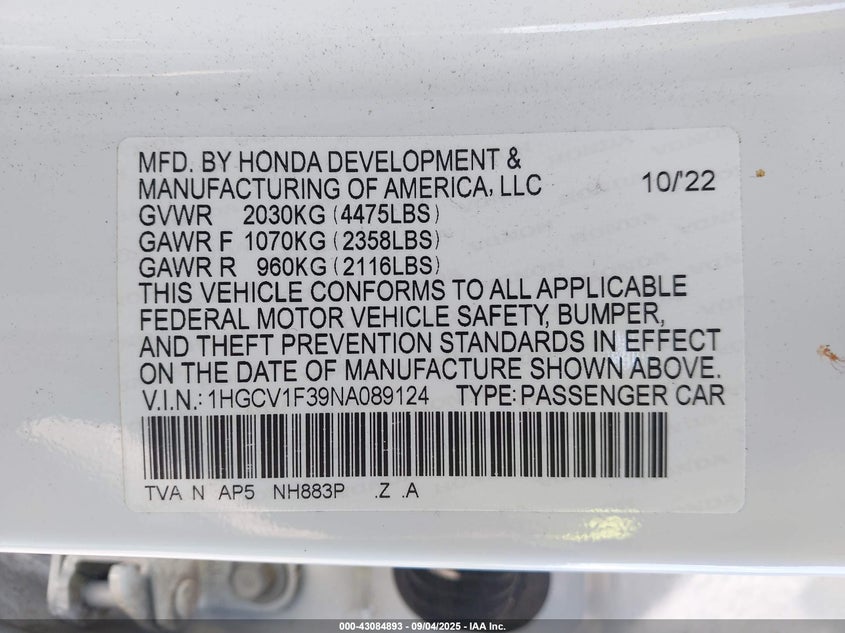 MFD. BY HONDA DEVELOPMENT &
MANUFACTURING OF AMERICA, LLC 10/'22
GVWR 2030KG (4475LBS)
GAWR F 1070KG (2358LBS)
GAWR R 960KG (2116LBS)
THIS VEHICLE CONFORMS TO ALL APPLICABLE
FEDERAL MOTOR VEHICLE SAFETY, BUMPER,
AND THEFT PREVENTION STANDARDS IN EFFECT
ON THE DATE OF MANUFACTURE SHOWN ABOVE.
V.I.N.: 1HGCV1F39NA089124 TYPE: PASSENGER CAR
TVA N AP5 NH883P .Z .A
000-43084893 - 09/04/2025 - IAA Inc.